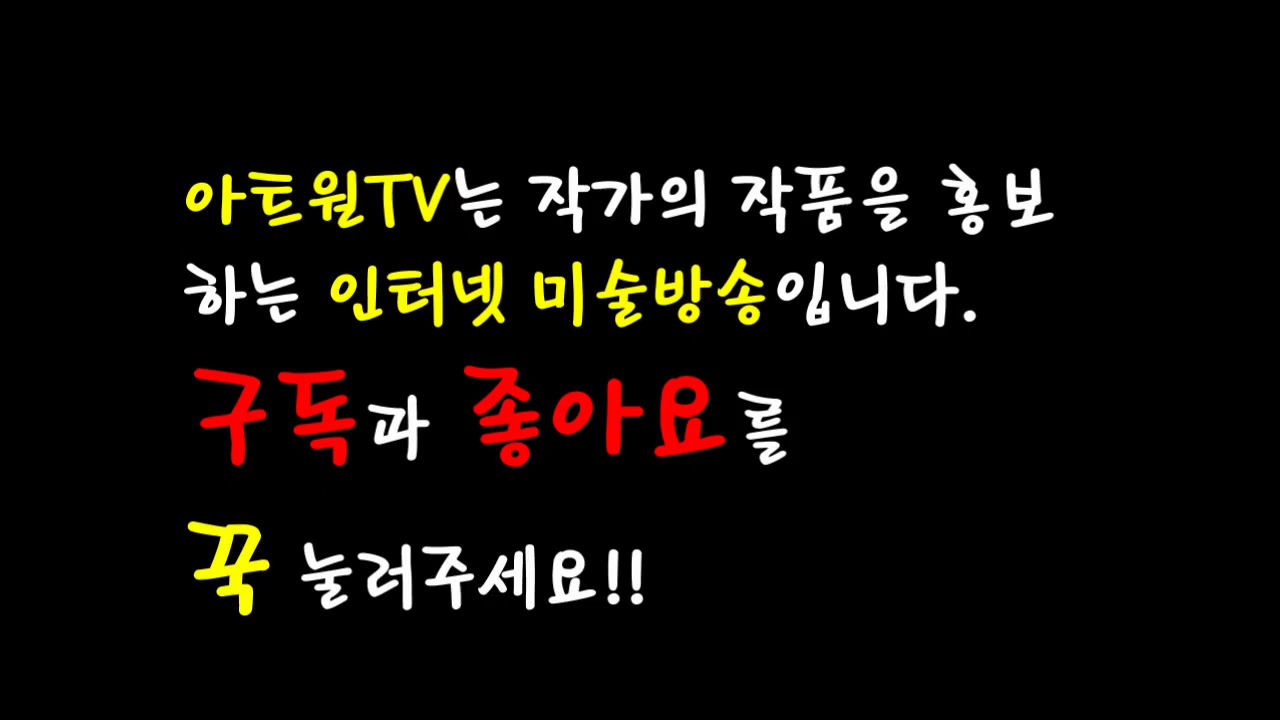 아트원TV는 작가의 작품을 홍보
하는 인터넷 미술방송입니다.
구독과 좋아요를
꾹 눌러주세요!!